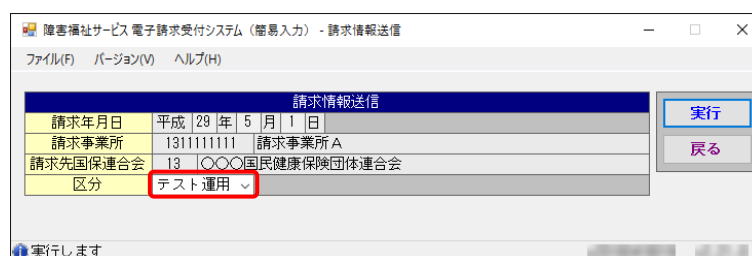 障害福祉サービス 電子請求受付システム（簡易入力） - 請求情報送信
ファイル(F) バージョン(V) ヘルプ(H)
請求情報送信
請求年月日 平成 29 年 5 月 1 日
請求事業所 1311111111 請求事業所Ａ
請求先国保連合会 13 〇〇〇国民健康保険団体連合会
区分 テスト運用
実行
戻る
実行します